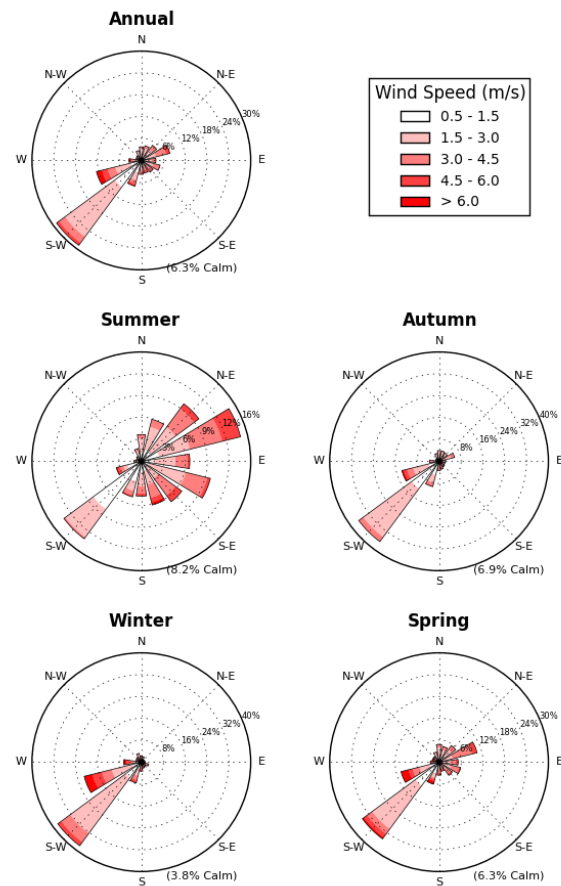 Annual
N
N-W
N-E
30%
24%
18%
12%
6%
W
E
S-W
S-E
(6.3% Calm)
S
Wind Speed (m/s)
0.5 - 1.5
1.5 - 3.0
3.0 - 4.5
4.5 - 6.0
> 6.0
Summer
N
N-W
N-E
16%
12%
9%
6%
3%
W
E
S-W
S-E
(8.2% Calm)
S
Autumn
N
N-W
N-E
40%
32%
24%
16%
8%
W
E
S-W
S-E
(6.9% Calm)
S
Winter
N
N-W
N-E
40%
32%
24%
16%
8%
W
E
S-W
S-E
(3.8% Calm)
S
Spring
N
N-W
N-E
30%
24%
18%
12%
6%
W
E
S-W
S-E
(6.3% Calm)
S